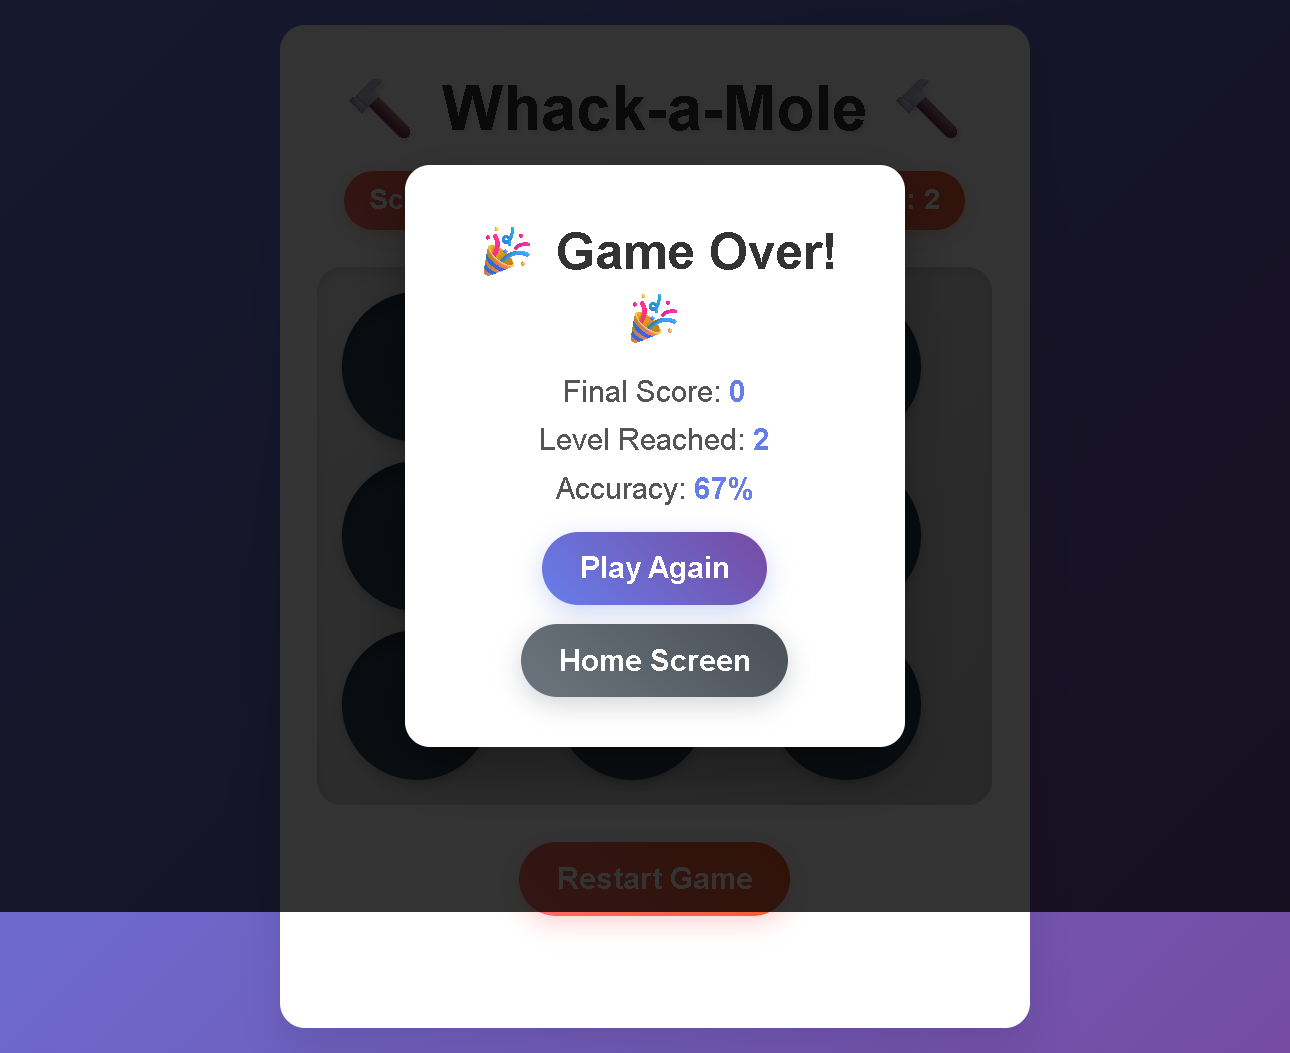 Whack-a-Mole
Sc : 2
Game Over!
Final Score: 0
Level Reached: 2
Accuracy: 67%
Play Again
Home Screen
Restart Game